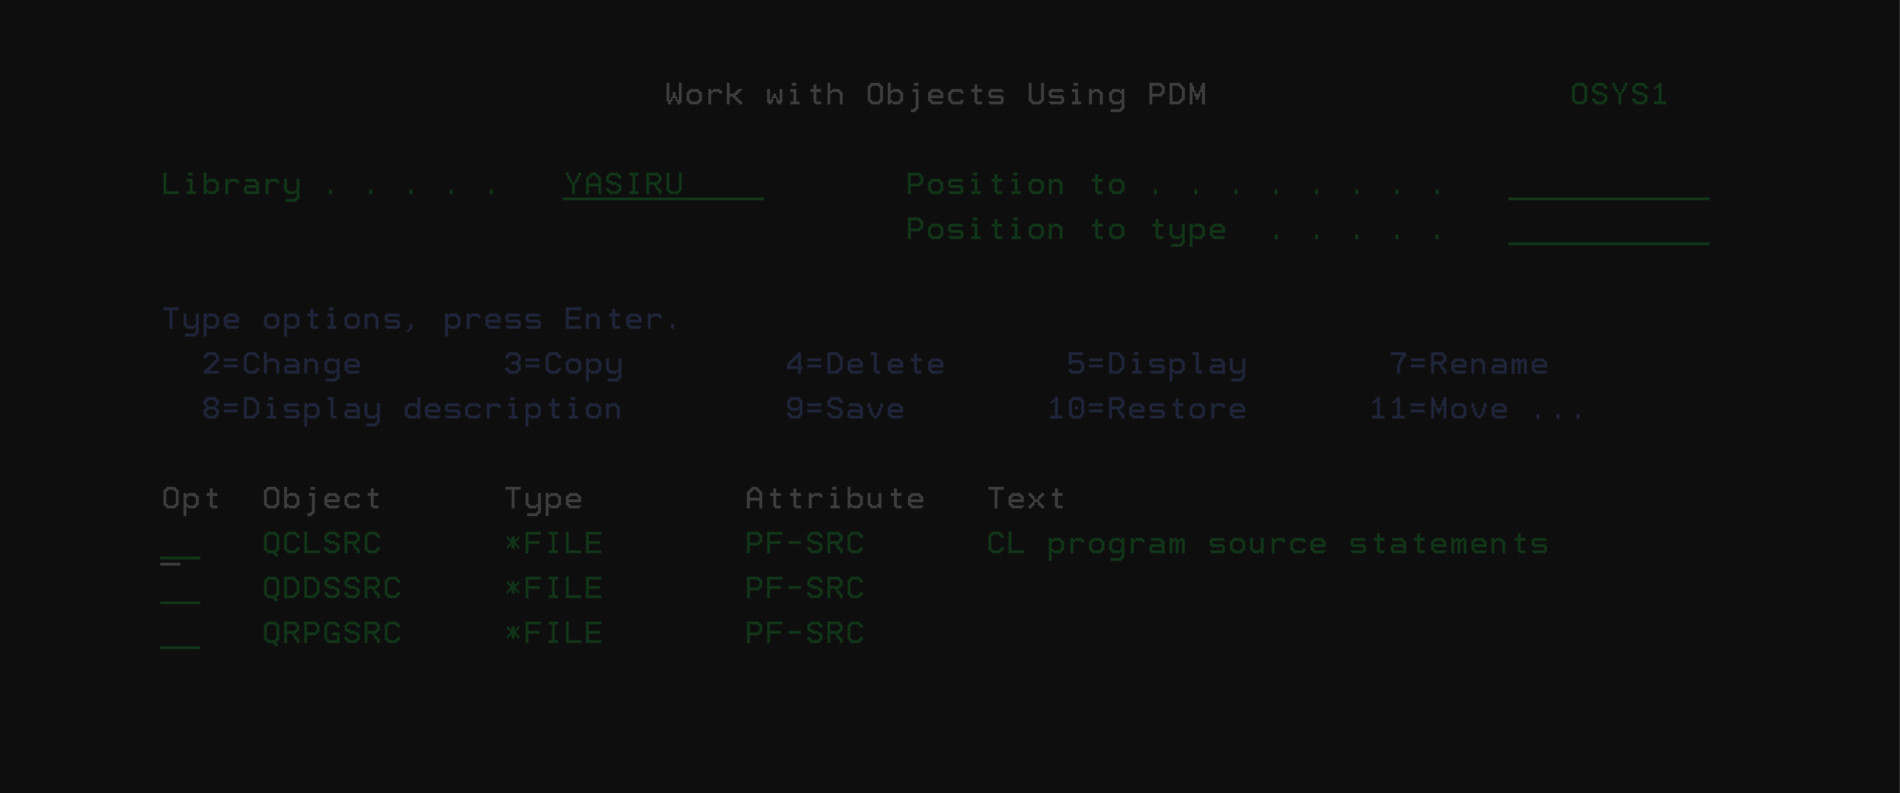 Work with Objects Using PDM OSYS1
Library . . . . . YASIRU Position to . . . . . . . .
Position to type . . . . .
Type options, press Enter.
2=Change 3=Copy 4=Delete 5=Display 7=Rename
8=Display description 9=Save 10=Restore 11=Move ...
Opt Object Type Attribute Text
QCLSRC *FILE PF-SRC CL program source statements
QDDSSRC *FILE PF-SRC
QRPGSRC *FILE PF-SRC